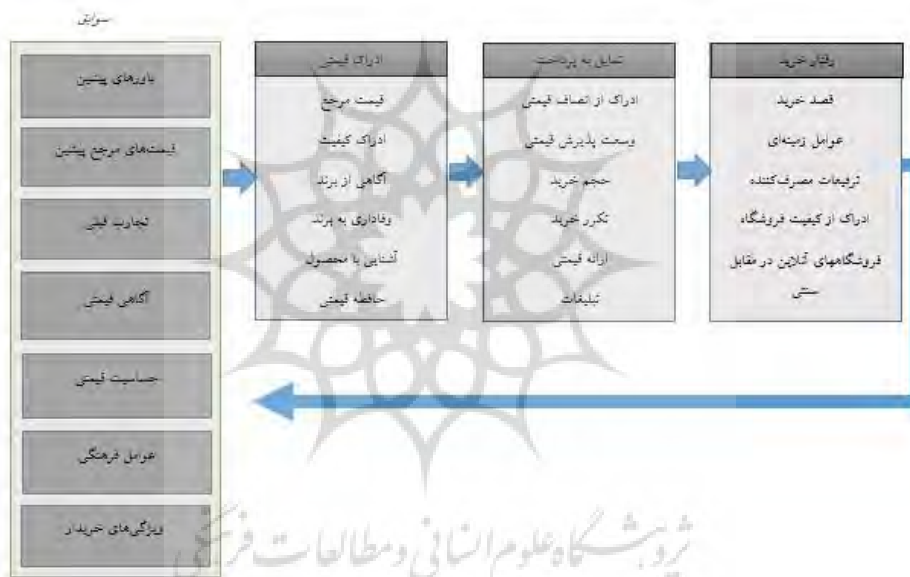 سوابق
باورهای پیشین
قیمت‌های مرجع پیشین
تجارب قبلی
آگاهی قیمتی
حساسیت قیمتی
عوامل فرهنگی
ویژگی‌های خریدار
ادراک قیمتی
قیمت مرجع
ادراک کیفیت
آگاهی از برند
وفاداری به برند
آشنایی با محصول
حافظه قیمتی
تمایل به پرداخت
ادراک از انصاف قیمتی
وسعت پذیرش قیمتی
حجم خرید
تکرر خرید
ارائه قیمتی
تبلیغات
رفتار خرید
قصد خرید
عوامل زمینه‌ای
ترفیعات مصرف‌کننده
ادراک از کیفیت فروشگاه
فروشگاههای آنلاین در مقابل
سنتی
پژوهشگاه علوم انسانی و مطالعات فرهنگی